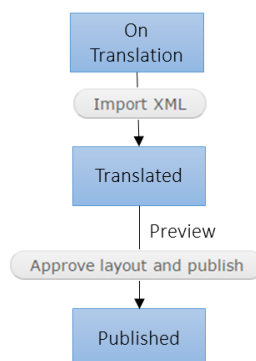 On
Translation
Import XML
Translated
Preview
Approve layout and publish
Published